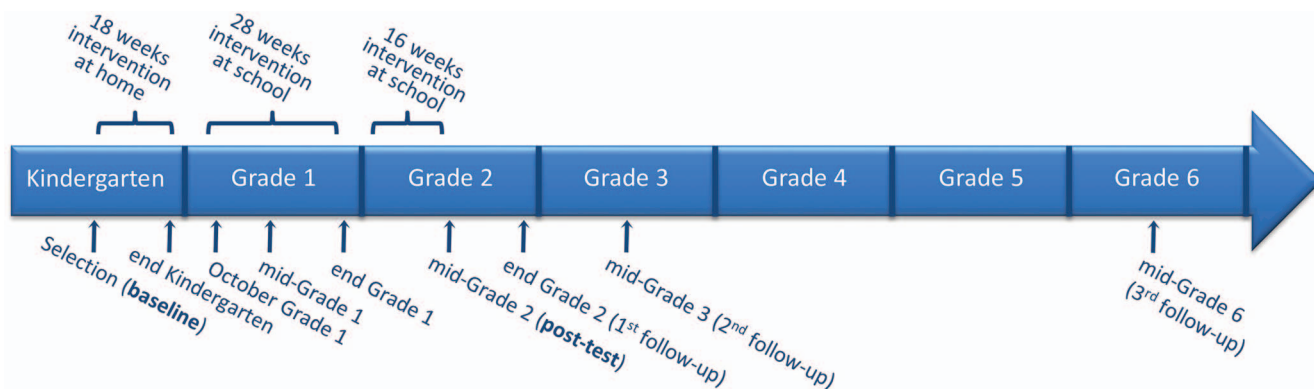 18 weeks
intervention
at home
28 weeks
intervention
at school
16 weeks
intervention
at school
Kindergarten
Grade 1
Grade 2
Grade 3
Grade 4
Grade 5
Grade 6
Selection (baseline)
end Kindergarten
October Grade 1
mid-Grade 1
end Grade 1
mid-Grade 2 (post-test)
end Grade 2 (1st follow-up)
mid-Grade 3 (2nd follow-up)
mid-Grade 6
(3rd follow-up)